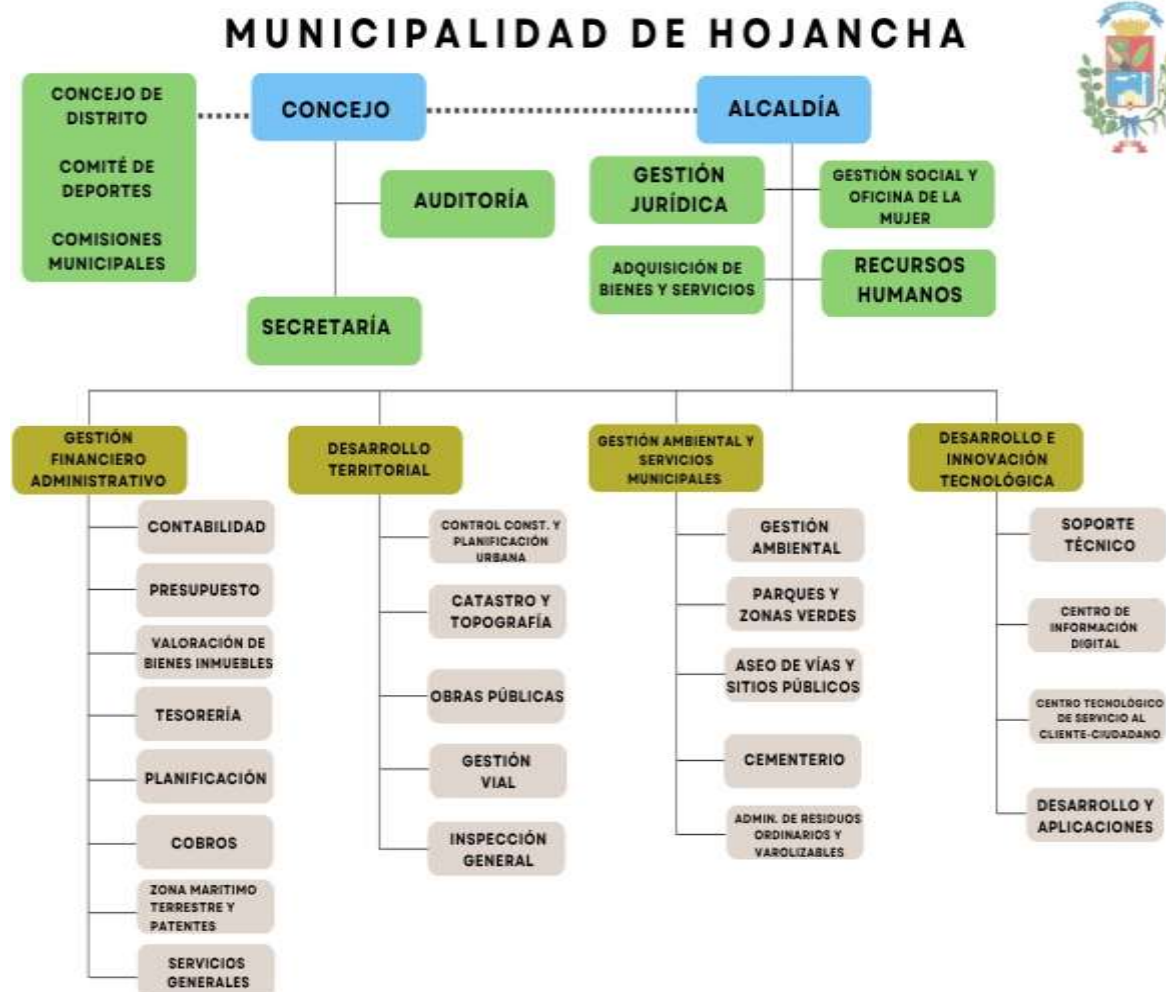 MUNICIPALIDAD DE HOJANCHA
CONCEJO DE
DISTRITO
COMITÉ DE
DEPORTES
COMISIONES
MUNICIPALES
CONCEJO
ALCALDÍA
AUDITORÍA
SECRETARÍA
GESTIÓN
JURÍDICA
GESTIÓN SOCIAL Y
OFICINA DE LA
MUJER
ADQUISICIÓN DE
BIENES Y SERVICIOS
RECURSOS
HUMANOS
GESTIÓN
FINANCIERO
ADMINISTRATIVO
CONTABILIDAD
PRESUPUESTO
VALORACIÓN DE
BIENES INMUEBLES
TESORERÍA
PLANIFICACIÓN
COBROS
ZONA MARITIMO
TERRESTRE Y
PATENTES
SERVICIOS
GENERALES
DESARROLLO
TERRITORIAL
CONTROL CONST. Y
PLANIFICACIÓN
URBANA
CATASTRO Y
TOPOGRAFÍA
OBRAS PÚBLICAS
GESTIÓN
VIAL
INSPECCIÓN
GENERAL
GESTIÓN AMBIENTAL Y
SERVICIOS
MUNICIPALES
GESTIÓN
AMBIENTAL
PARQUES Y
ZONAS VERDES
ASEO DE VÍAS Y
SITIOS PÚBLICOS
CEMENTERIO
ADMIN. DE RESIDUOS
ORDINARIOS Y
VAROLIZABLES
DESARROLLO E
INNOVACIÓN
TECNOLÓGICA
SOPORTE
TÉCNICO
CENTRO DE
INFORMACIÓN
DIGITAL
CENTRO TECNOLÓGICO
DE SERVICIO AL
CLIENTE-CIUDADANO
DESARROLLO Y
APLICACIONES